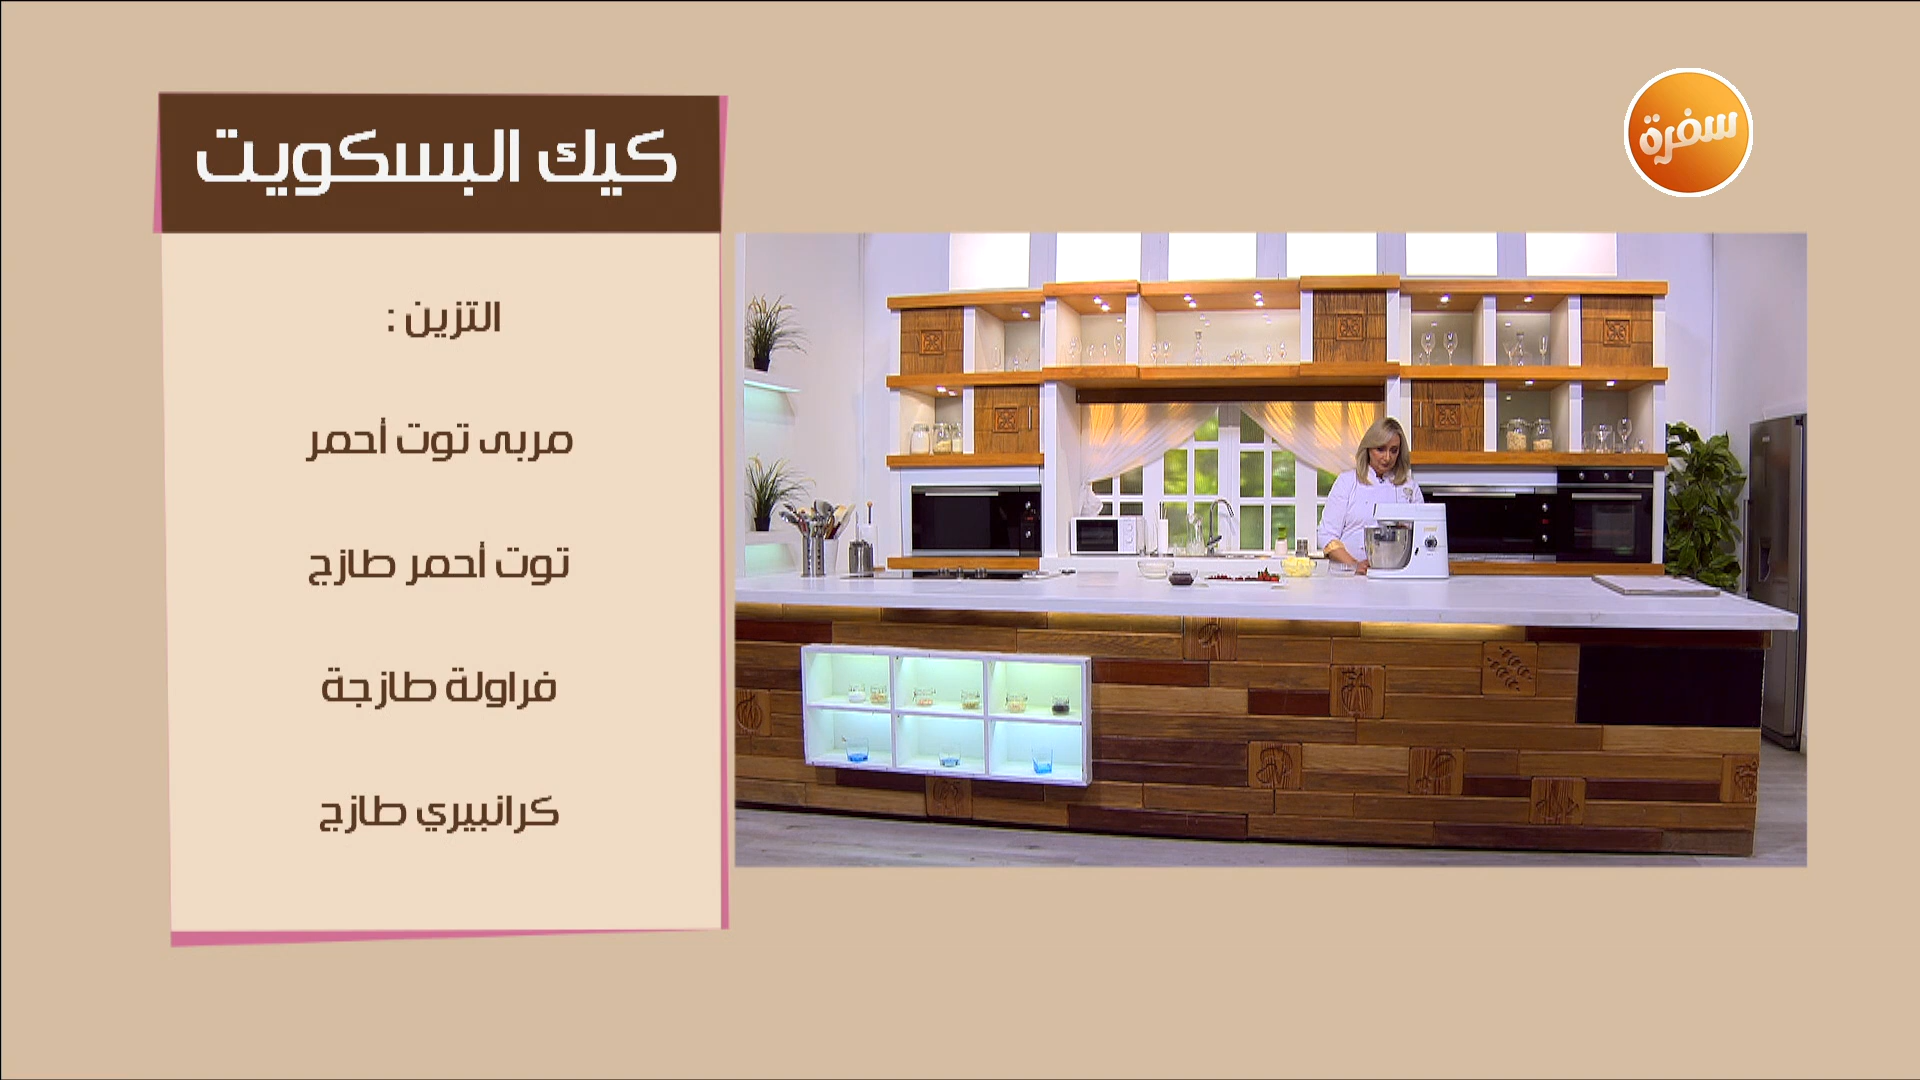 سفرة
كيك البسكويت
التزين :
مربى توت أحمر
توت أحمر طازج
فراولة طازجة
كرانبيري طازج